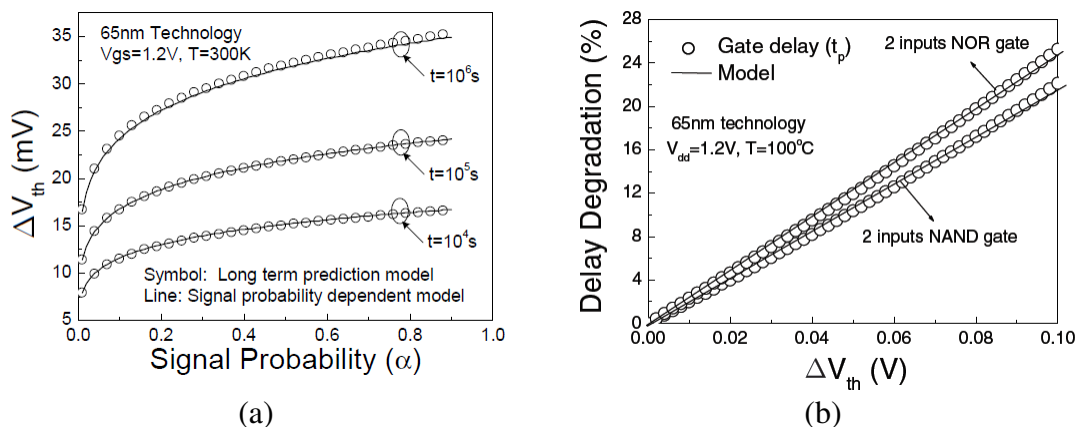 65nm Technology
Vgs=1.2V, T=300K
t=10⁶s
t=10⁵s
t=10⁴s
Symbol: Long term prediction model
Line: Signal probability dependent model
ΔVth (mV)
35
30
25
20
15
10
5
0.0 0.2 0.4 0.6 0.8 1.0
Signal Probability (α)
(a)
Gate delay (tp)
Model
2 inputs NOR gate
65nm technology
Vdd=1.2V, T=100°C
2 inputs NAND gate
Delay Degradation (%)
28
24
20
16
12
8
4
0
0.00 0.02 0.04 0.06 0.08 0.10
ΔVth (V)
(b)